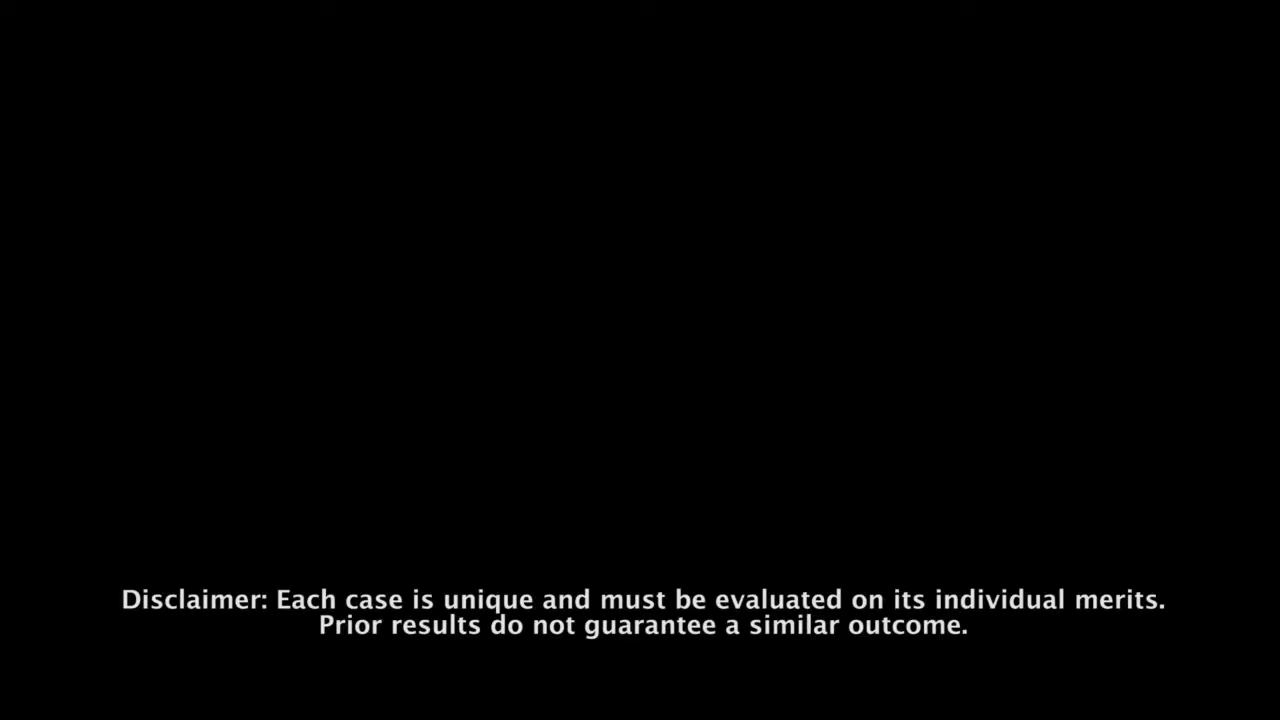 Disclaimer: Each case is unique and must be evaluated on its individual merits.
Prior results do not guarantee a similar outcome.